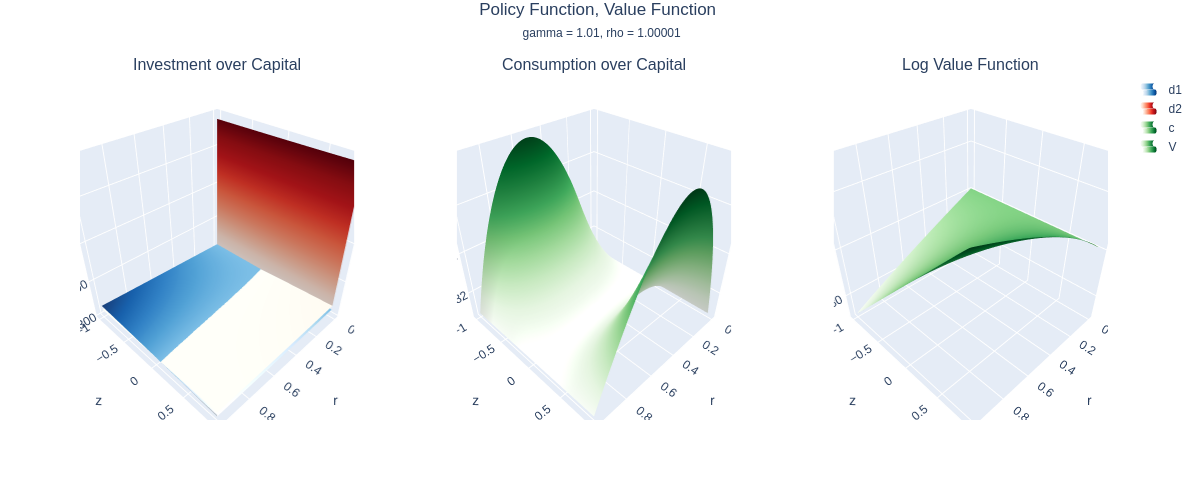 Policy Function, Value Function
gamma = 1.01, rho = 1.00001
Investment over Capital
Consumption over Capital
Log Value Function
d1
d2
c
V
−0.5
0
0.5
z
0
0.2
0.4
0.6
0.8
r
−1
−0.5
0
0.5
z
0
0.2
0.4
0.6
0.8
r
−1
−0.5
0
0.5
z
0
0.2
0.4
0.6
0.8
r